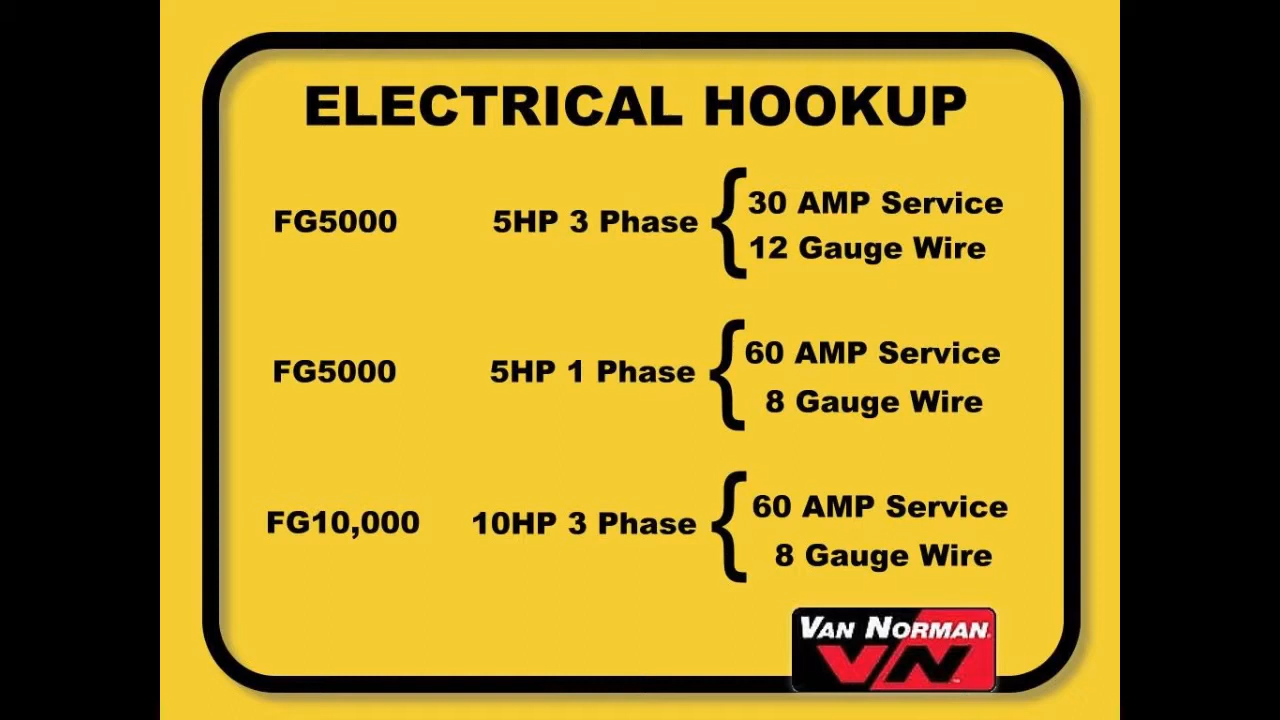 ELECTRICAL HOOKUP
FG5000 5HP 3 Phase { 30 AMP Service
12 Gauge Wire
FG5000 5HP 1 Phase { 60 AMP Service
8 Gauge Wire
FG10,000 10HP 3 Phase { 60 AMP Service
8 Gauge Wire
VAN NORMAN
VN